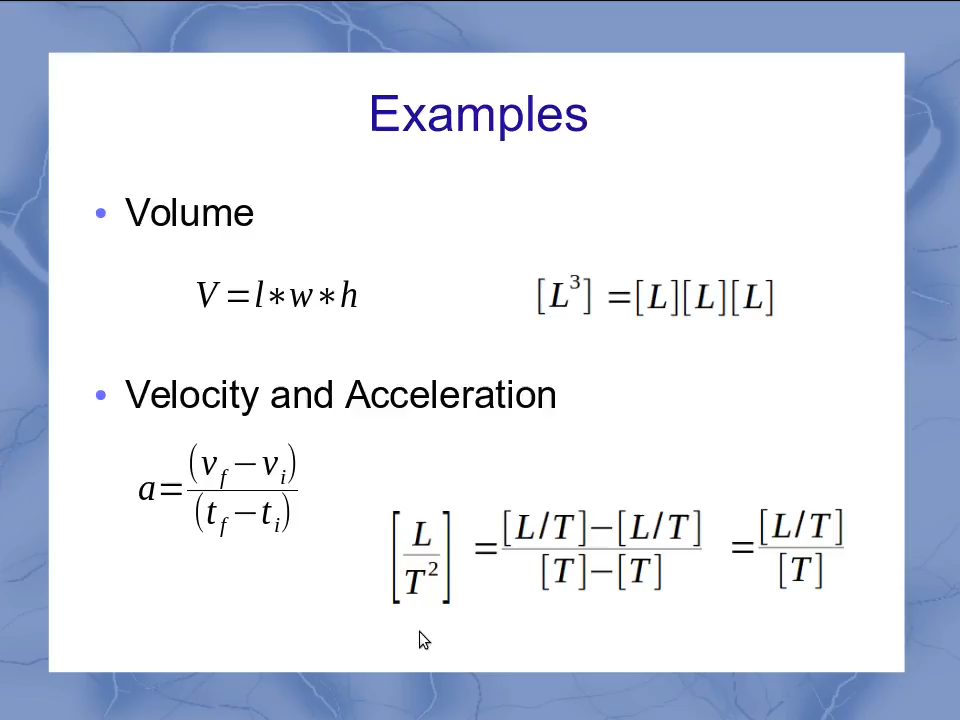 Examples
• Volume
V = l∗w∗h [L³] = [L][L][L]
• Velocity and Acceleration
a = (v_f − v_i) / (t_f − t_i)
[L / T²] = ([L/T] − [L/T]) / ([T] − [T]) = [L/T] / [T]